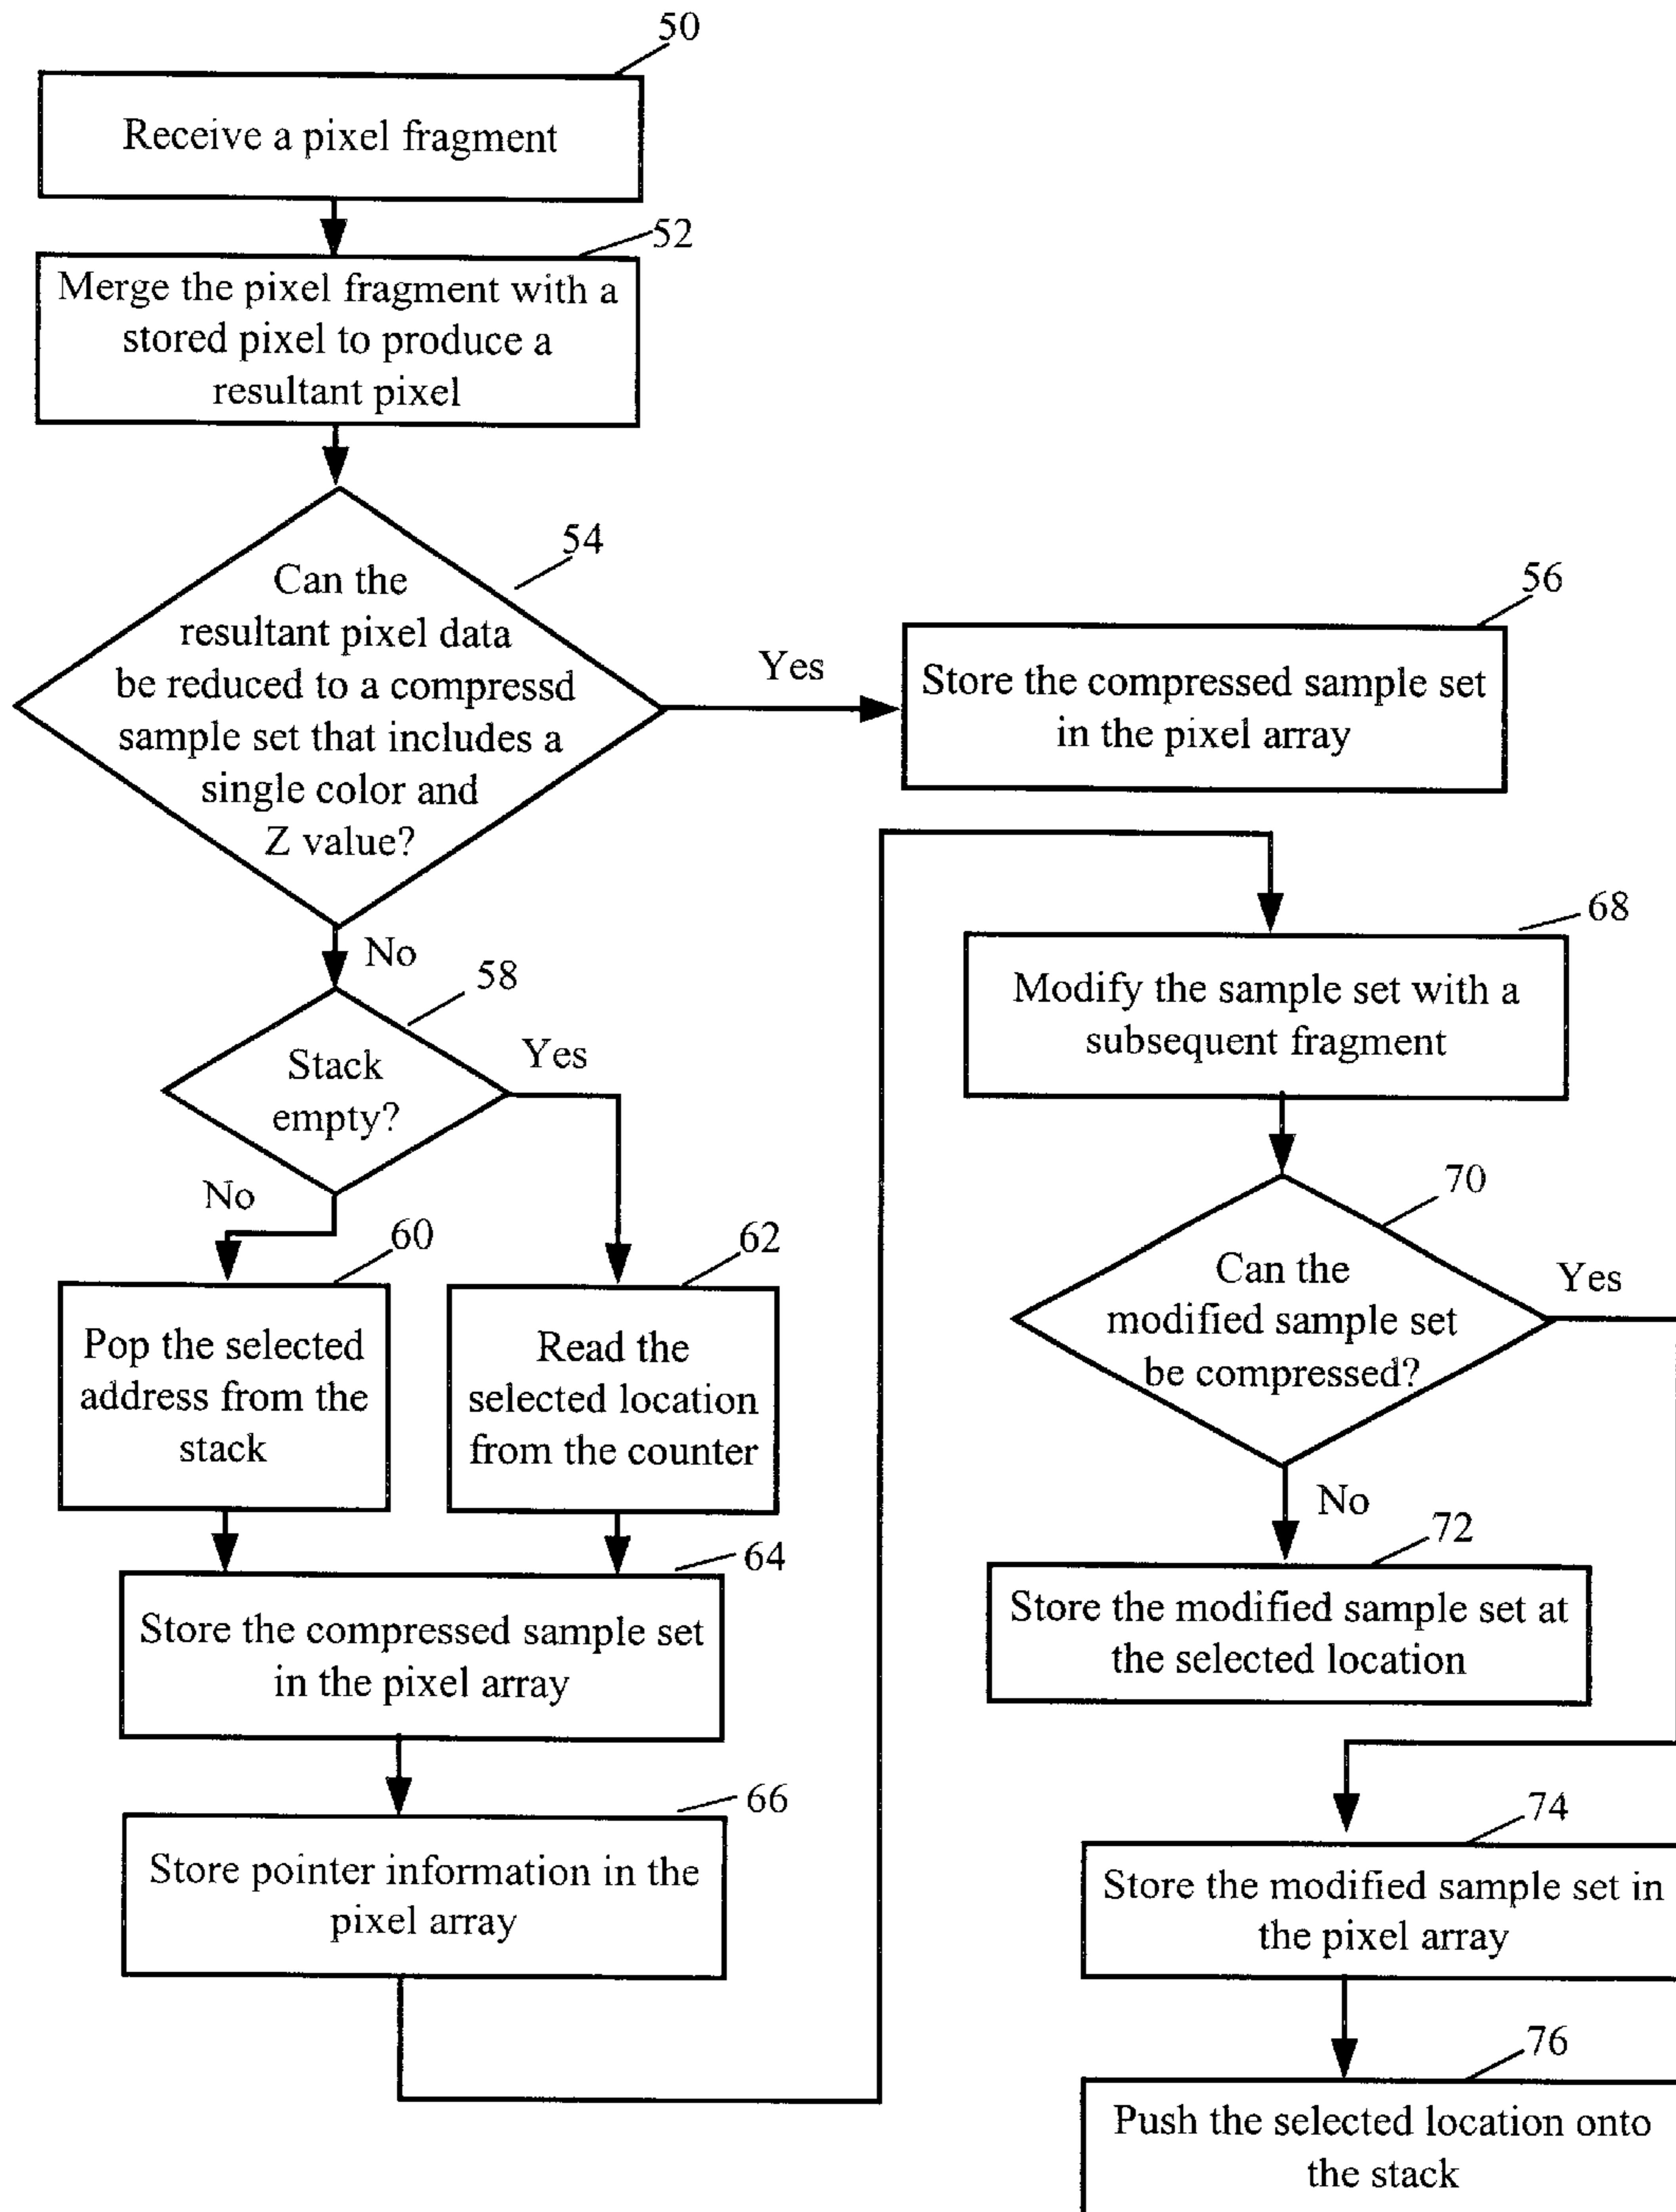 50
Receive a pixel fragment
52
Merge the pixel fragment with a
stored pixel to produce a
resultant pixel
54
Can the
resultant pixel data
be reduced to a compressd
sample set that includes a
single color and
Z value?
Yes
56
Store the compressed sample set
in the pixel array
No
58
Stack
empty?
Yes
No
60
Pop the selected
address from the
stack
62
Read the
selected location
from the counter
64
Store the compressed sample set
in the pixel array
66
Store pointer information in the
pixel array
68
Modify the sample set with a
subsequent fragment
70
Can the
modified sample set
be compressed?
Yes
No
72
Store the modified sample set at
the selected location
74
Store the modified sample set in
the pixel array
76
Push the selected location onto
the stack